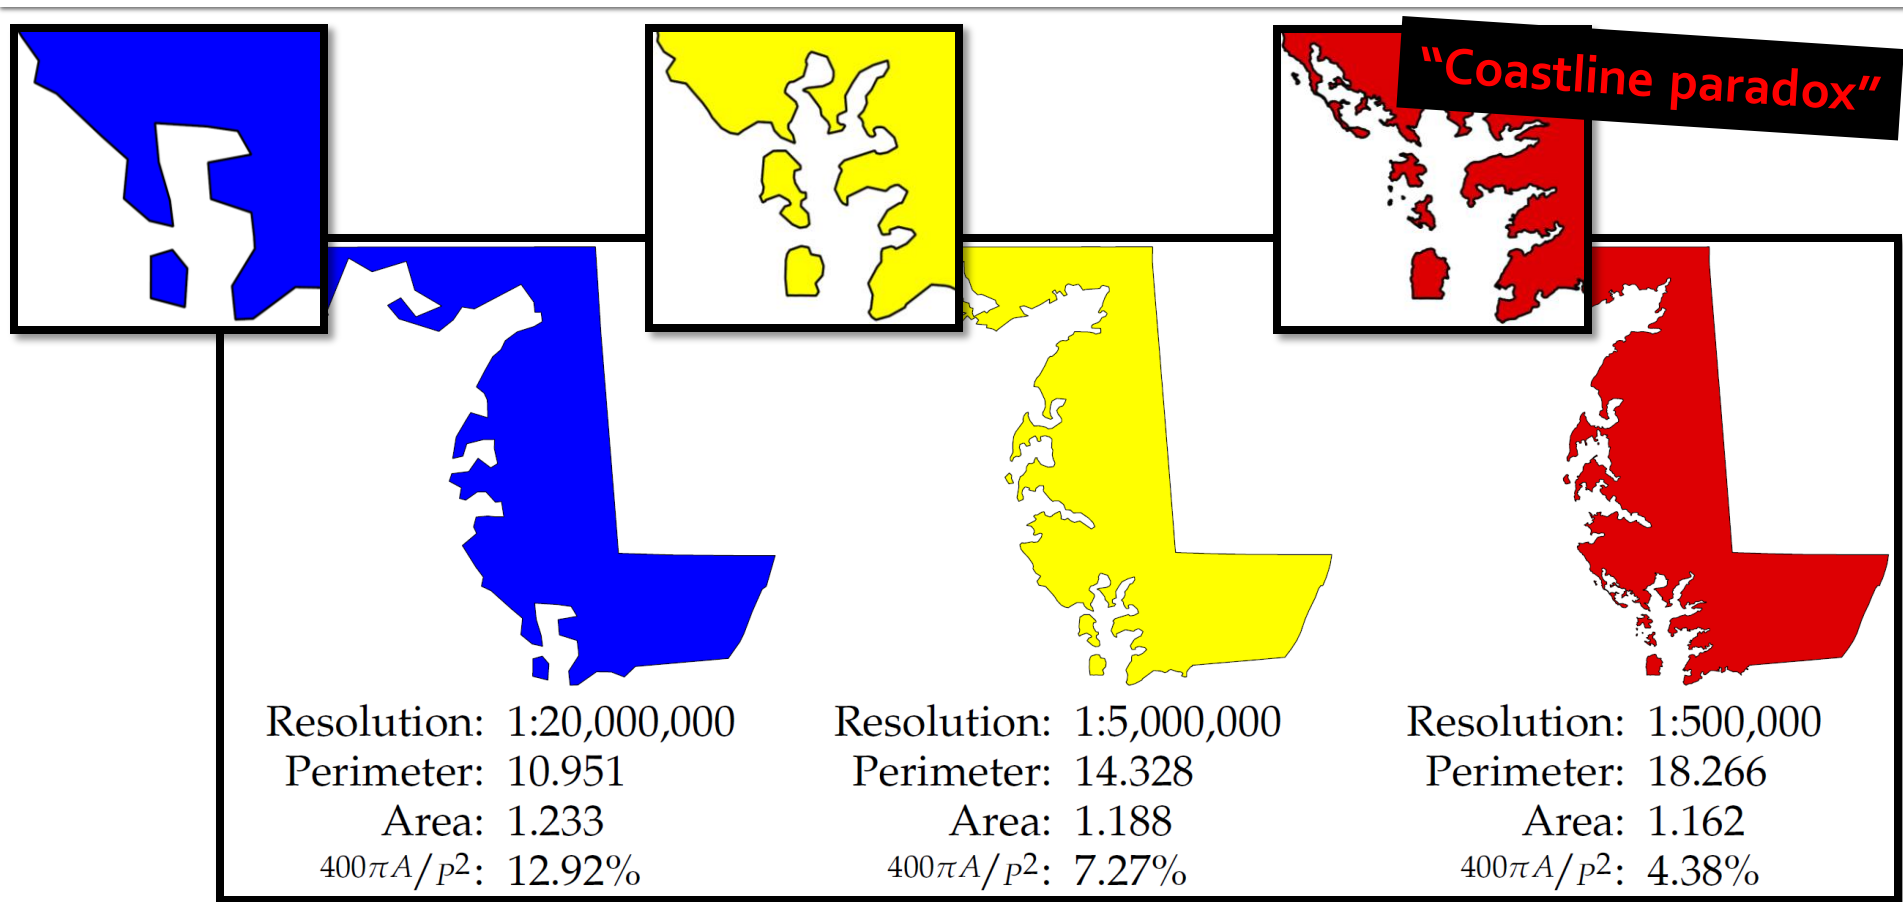 “Coastline paradox”
Resolution: 1:20,000,000
Perimeter: 10.951
Area: 1.233
400πA/P²: 12.92%
Resolution: 1:5,000,000
Perimeter: 14.328
Area: 1.188
400πA/P²: 7.27%
Resolution: 1:500,000
Perimeter: 18.266
Area: 1.162
400πA/P²: 4.38%